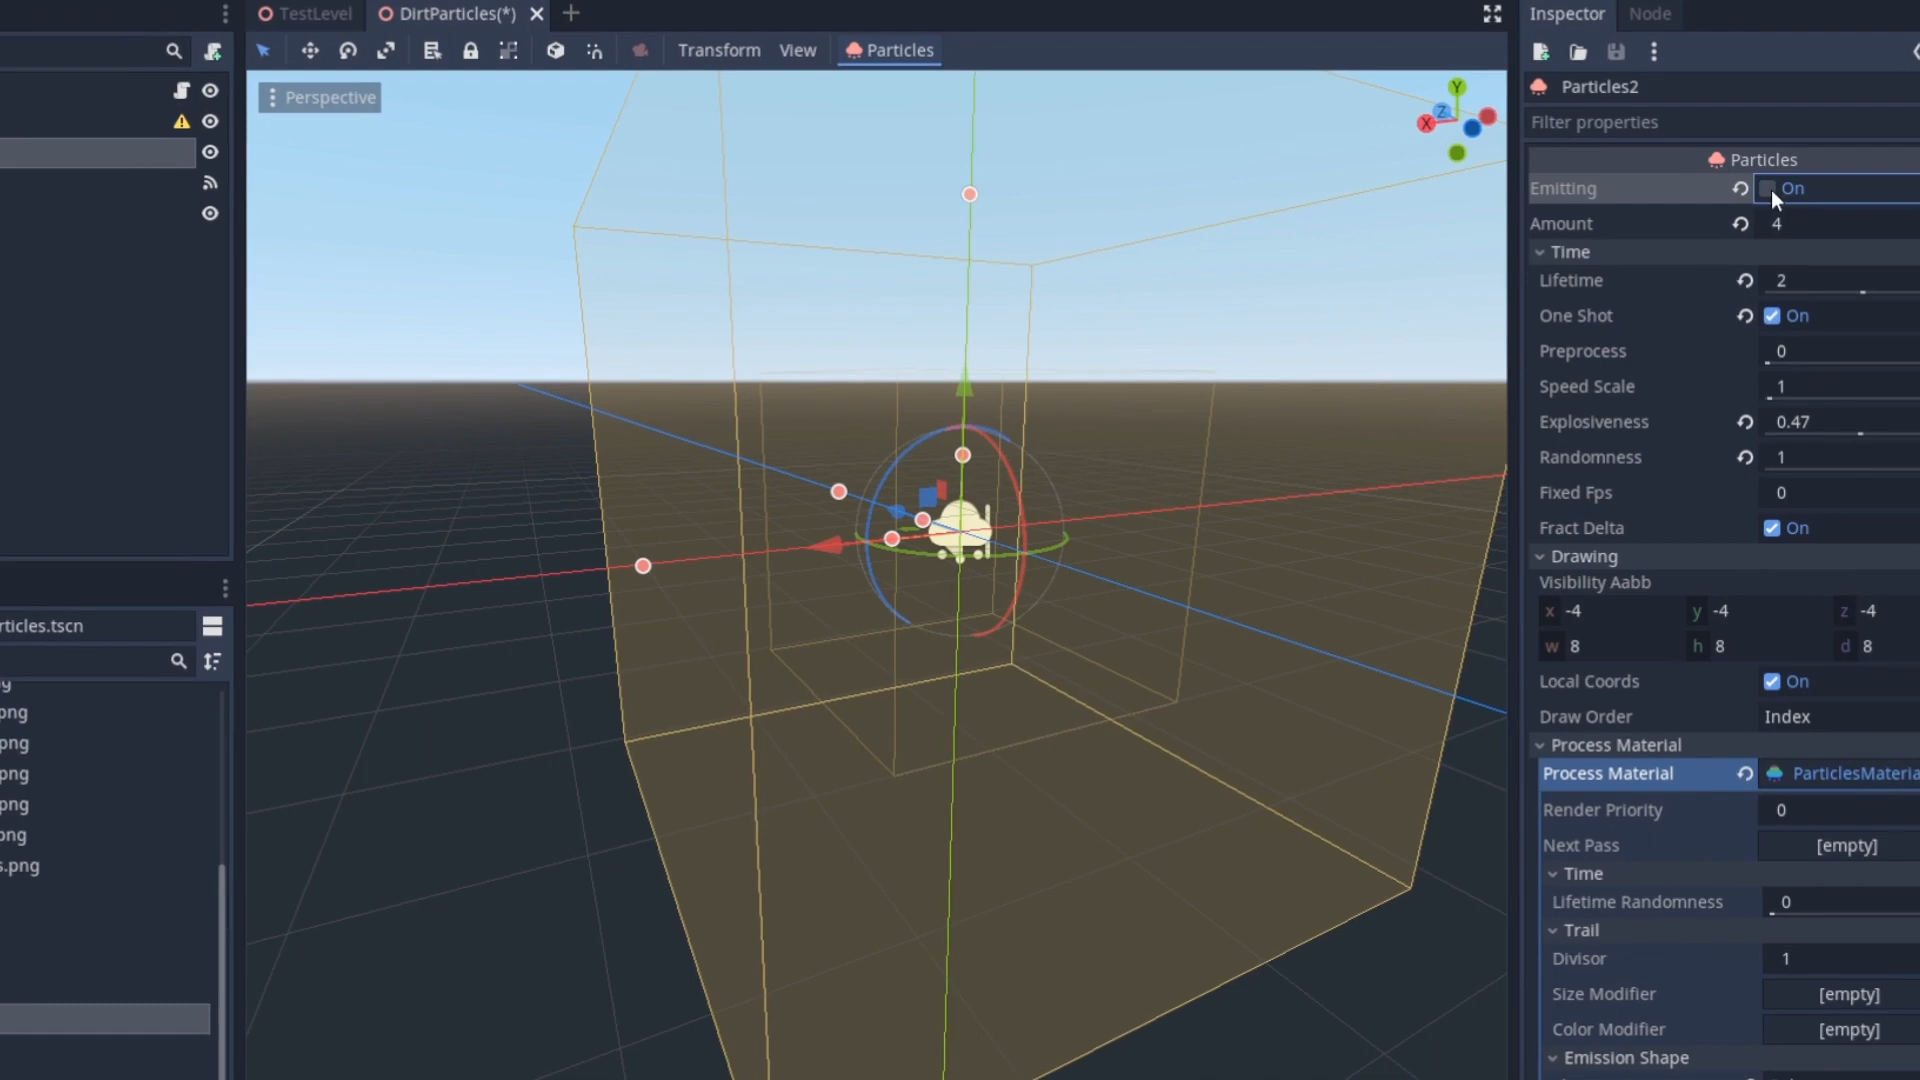 TestLevel
DirtParticles(*)
Inspector
Node
Transform
View
Particles
Perspective
Y
Z
X
Particles2
Filter properties
Particles
Emitting On
Amount 4
Time
Lifetime 2
One Shot On
Preprocess 0
Speed Scale 1
Explosiveness 0.47
Randomness 1
Fixed Fps 0
Fract Delta On
Drawing
Visibility Aabb
x -4 y -4 z -4
w 8 h 8 d 8
Local Coords On
Draw Order Index
Process Material
Process Material ParticlesMateria
Render Priority 0
Next Pass [empty]
Time
Lifetime Randomness 0
Trail
Divisor 1
Size Modifier [empty]
Color Modifier [empty]
Emission Shape
rticles.tscn
png
png
png
png
png
s.png